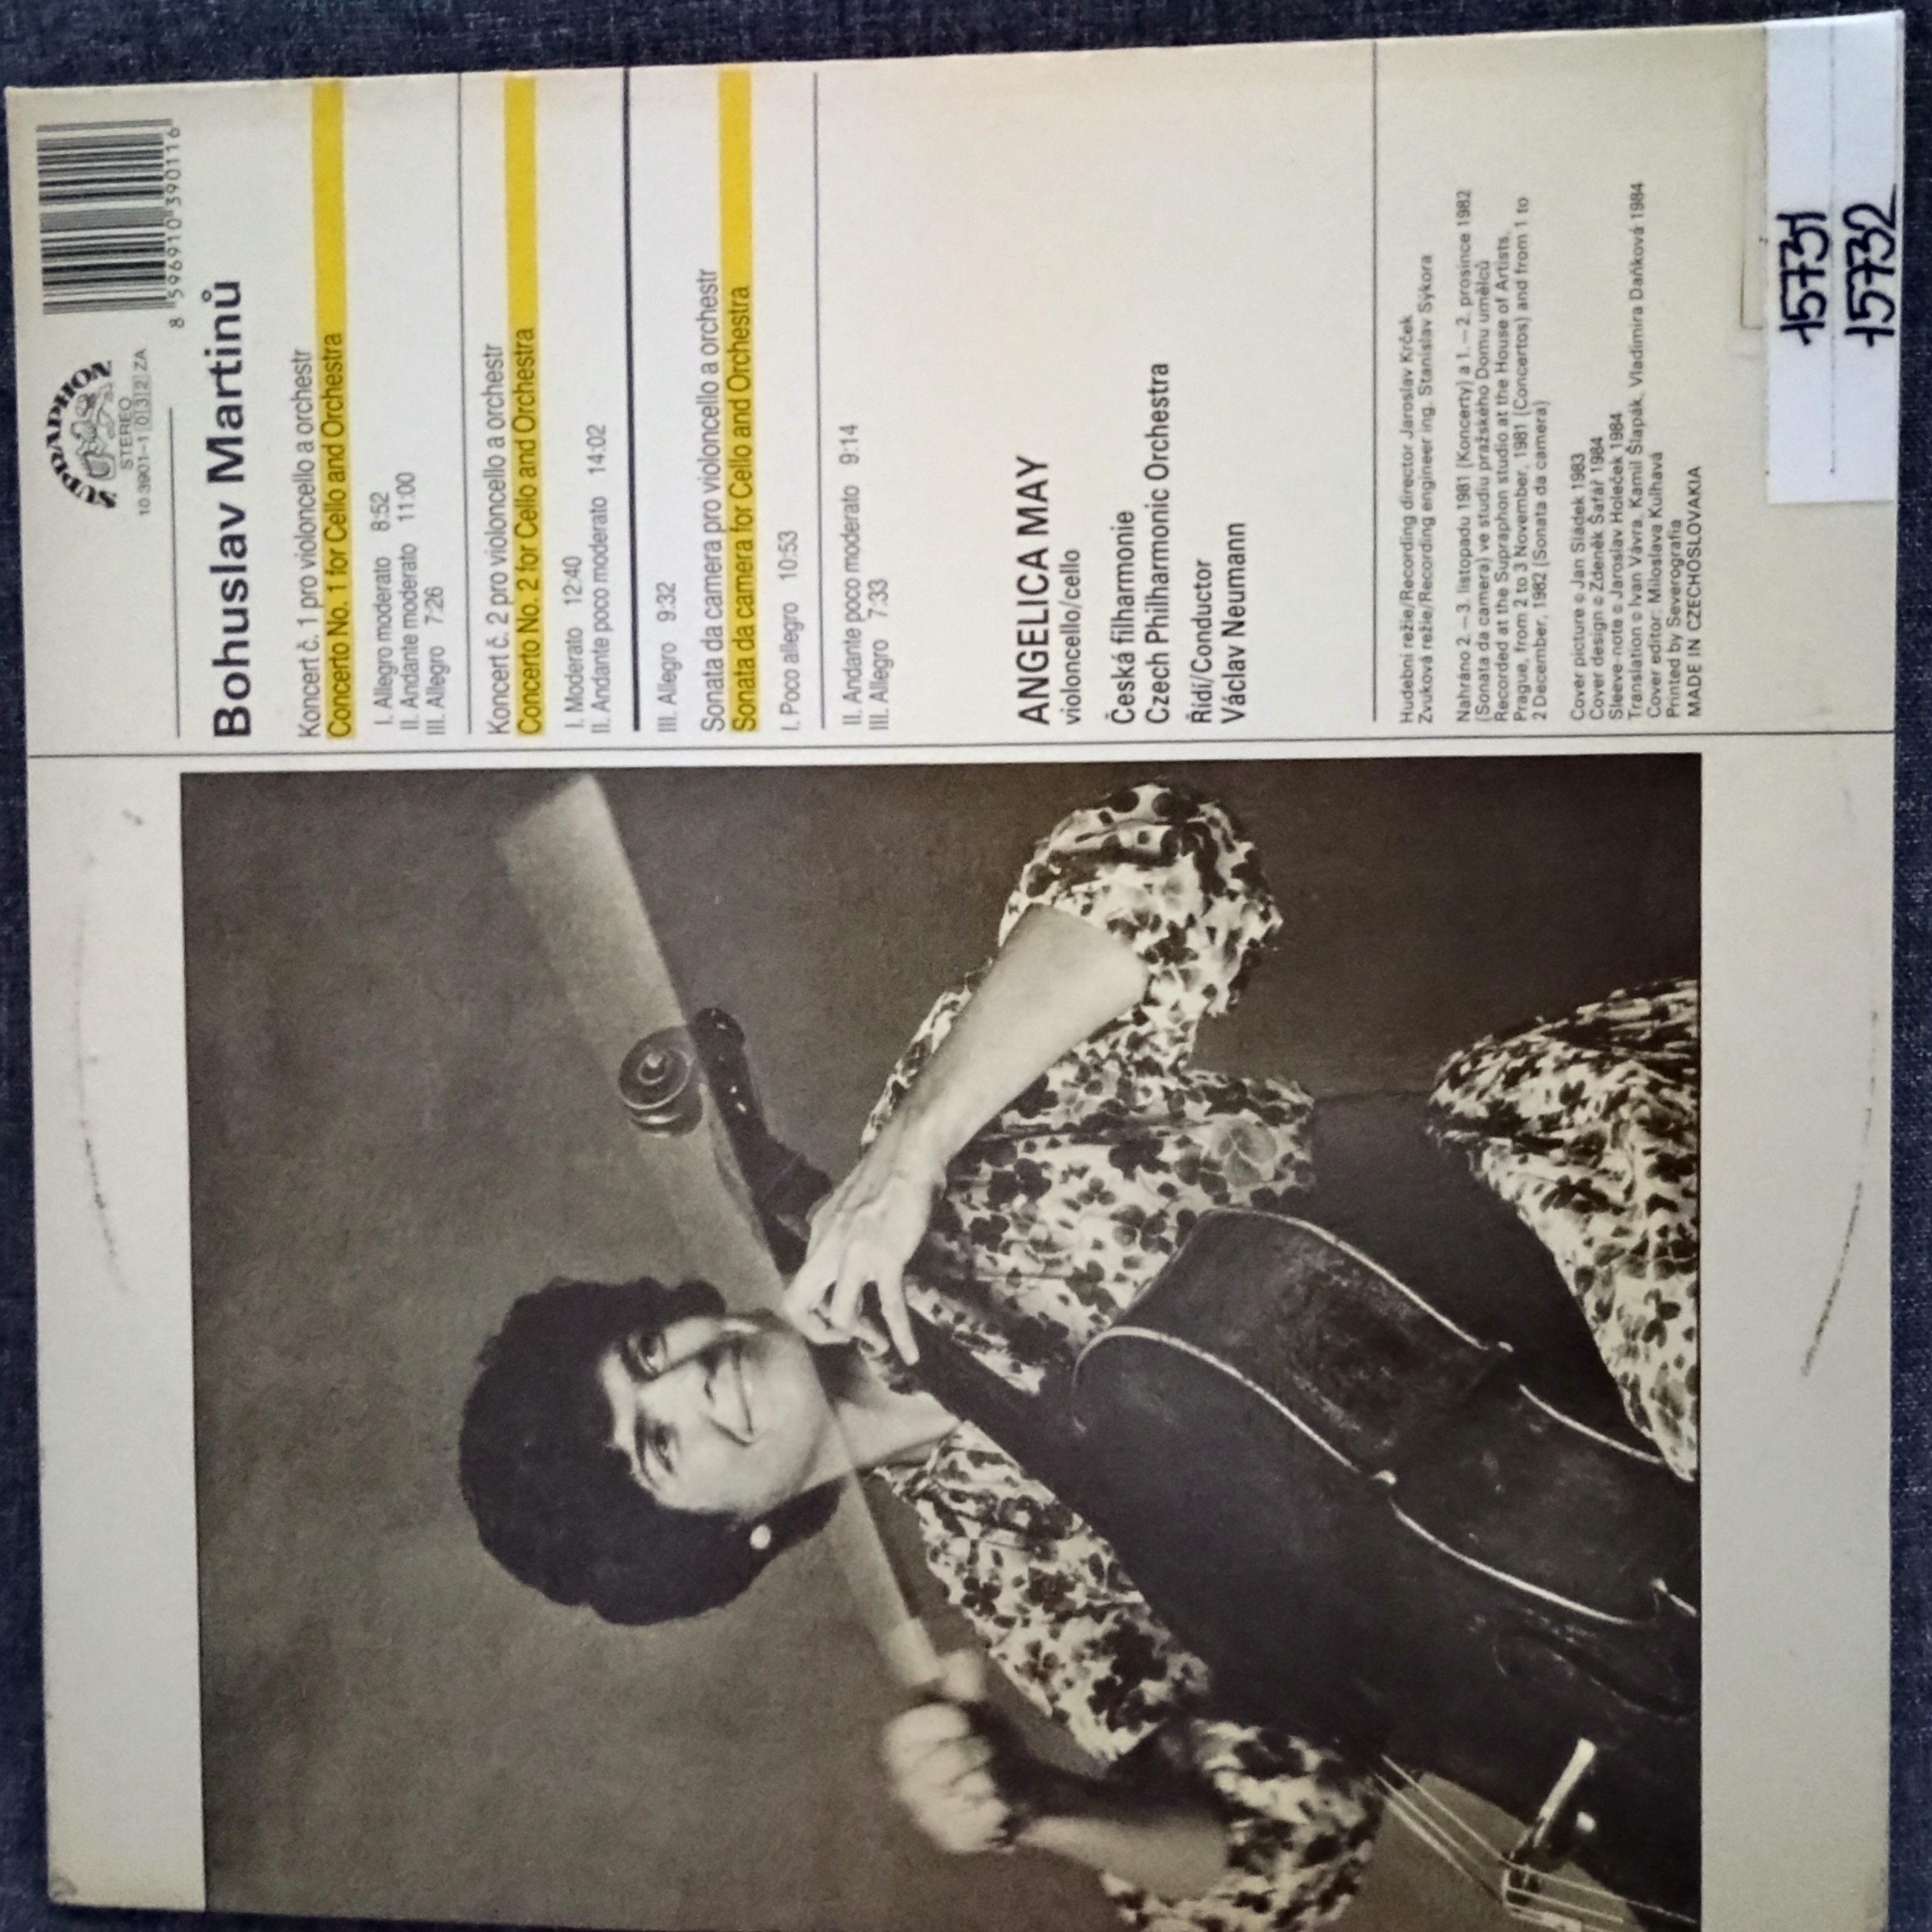 SUPRAPHON
STEREO
10 3901-1 0312 ZA
8 596910 390116
Bohuslav Martinů
Koncert č. 1 pro violoncello a orchestr
Concerto No. 1 for Cello and Orchestra
I. Allegro moderato 8:52
II. Andante moderato 11:00
III. Allegro 7:26
Koncert č. 2 pro violoncello a orchestr
Concerto No. 2 for Cello and Orchestra
I. Moderato 12:40
II. Andante poco moderato 14:02
III. Allegro 9:32
Sonata da camera pro violoncello a orchestr
Sonata da camera for Cello and Orchestra
I. Poco allegro 10:53
II. Andante poco moderato 9:14
III. Allegro 7:33
ANGELICA MAY
violoncello/cello
Česká filharmonie
Czech Philharmonic Orchestra
Řídí/Conductor
Václav Neumann
Hudební režie/Recording director Jaroslav Krček
Zvuková režie/Recording engineer ing. Stanislav Sýkora
Nahráno 2.–3. listopadu 1981 (Koncerty) a 1.–2. prosince 1982
(Sonata da camera) ve studiu pražského Domu umělců
Recorded at the Supraphon studio at the House of Artists,
Prague, from 2 to 3 November, 1981 (Concertos) and from 1 to
2 December, 1982 (Sonata da camera)
Cover picture © Jan Sládek 1983
Cover design © Zdeněk Šafář 1984
Sleeve-note © Jaroslav Holeček 1984
Translation © Ivan Vávra, Kamil Šlapák, Vladimíra Daňková 1984
Cover editor: Miloslava Kulhavá
Printed by Severografia
MADE IN CZECHOSLOVAKIA
15731
15732